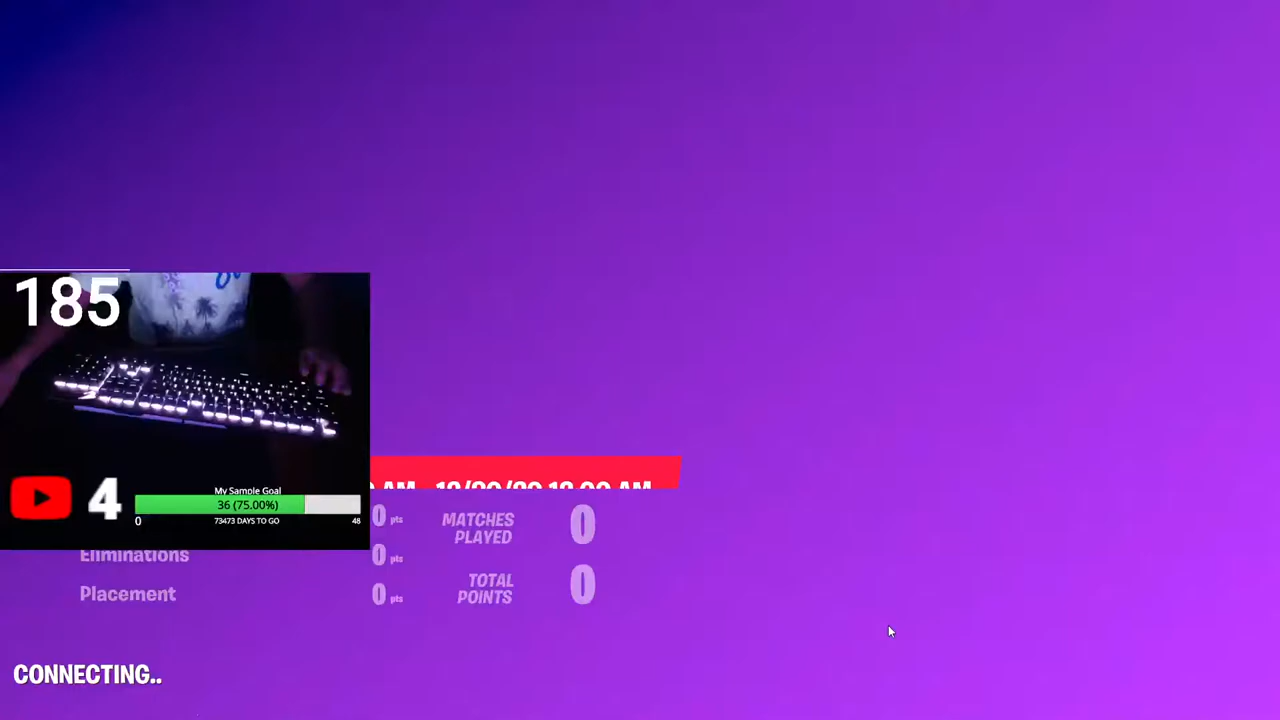 185
4
My Sample Goal
36 (75.00%)
0
73473 DAYS TO GO
48
0 pts
MATCHES
PLAYED
0
Eliminations
0 pts
Placement
0 pts
TOTAL
POINTS
0
CONNECTING..